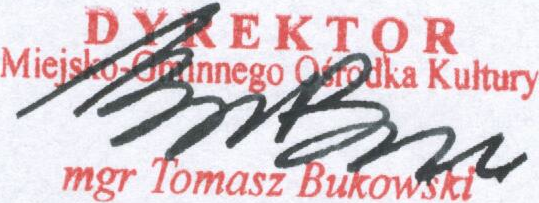 DYREKTOR
Miejsko-Gminnego Ośrodka Kultury
mgr Tomasz Bukowski